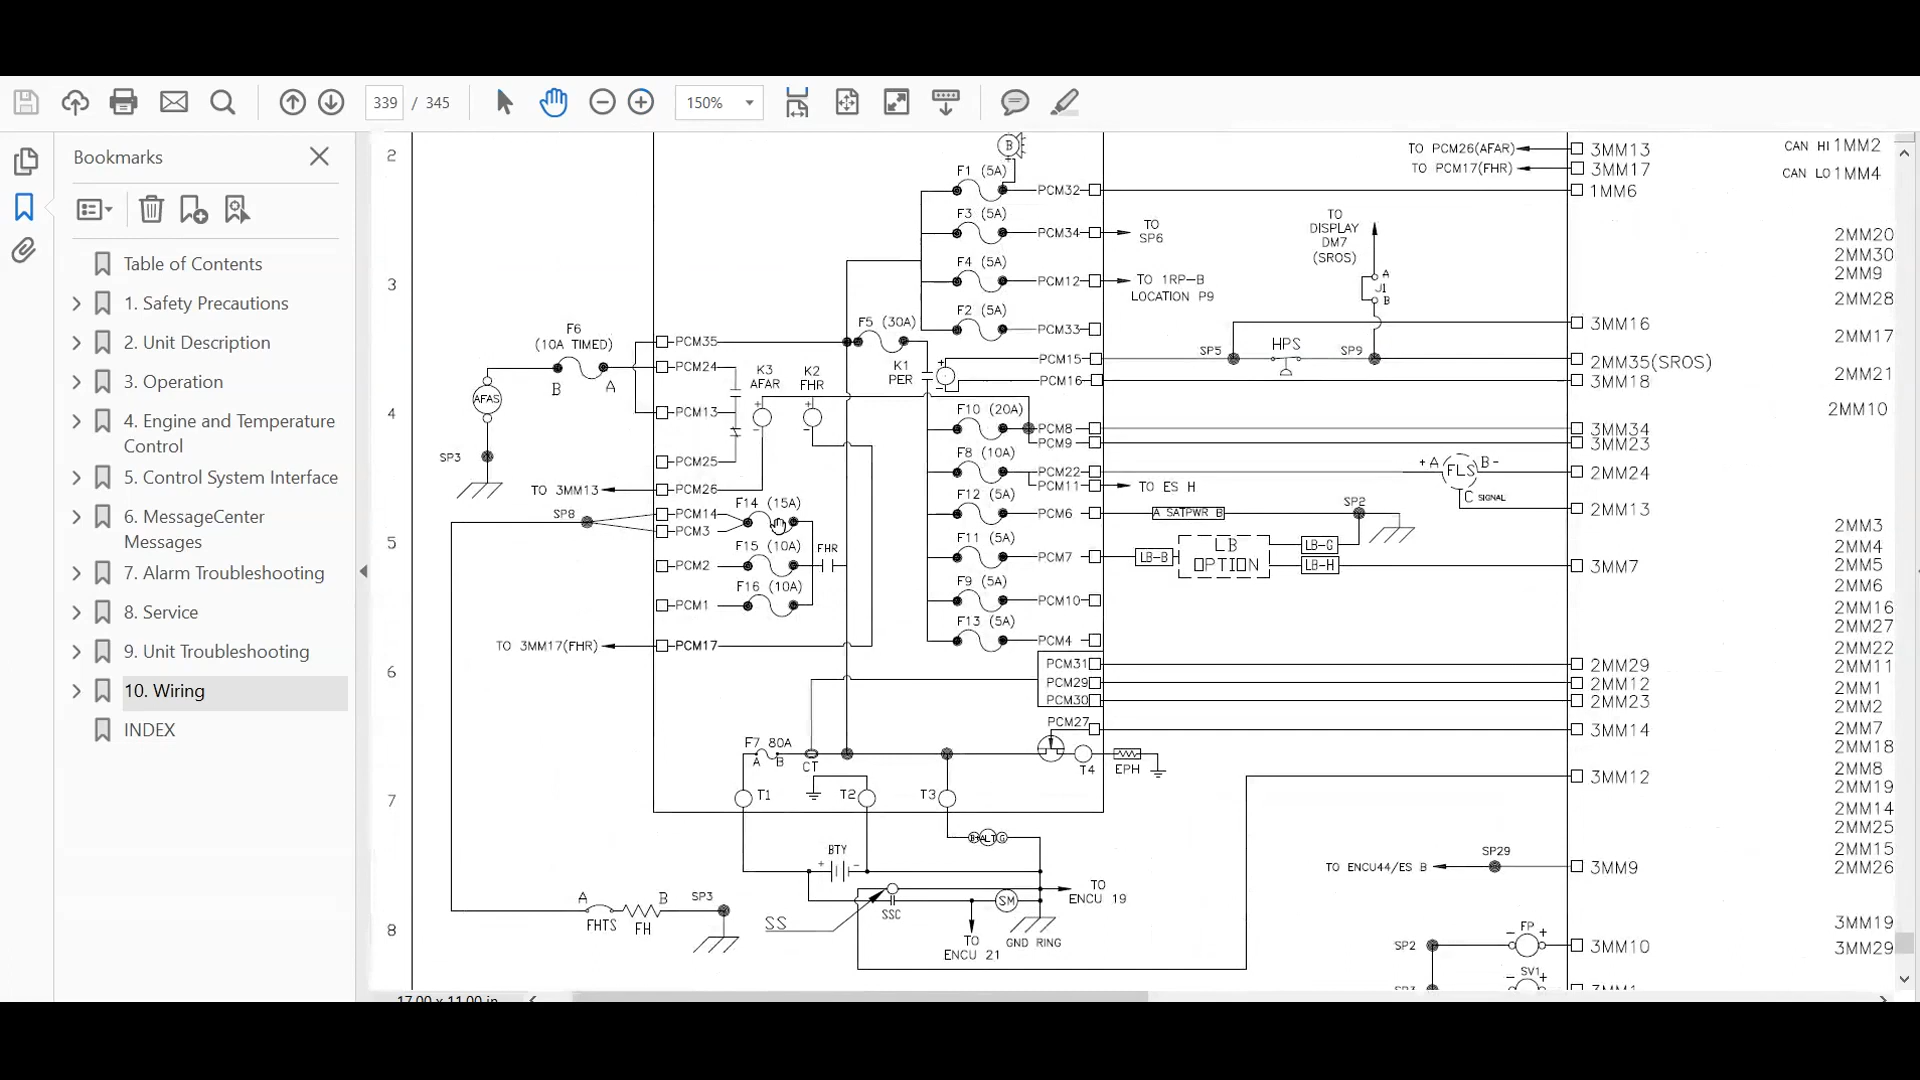 339 / 345
150%
Bookmarks
Table of Contents
1. Safety Precautions
2. Unit Description
3. Operation
4. Engine and Temperature
Control
5. Control System Interface
6. MessageCenter
Messages
7. Alarm Troubleshooting
8. Service
9. Unit Troubleshooting
10. Wiring
INDEX
2
3
4
5
6
7
8
B
F1 (5A)
PCM32
F3 (5A)
PCM34
TO
SP6
F4 (5A)
PCM12
TO 1RP-B
LOCATION P9
F2 (5A)
PCM33
F6
(10A TIMED)
B
A
AFAS
SP3
PCM35
F5 (30A)
PCM24
K3
AFAR
K2
FHR
K1
PER
PCM13
PCM25
TO 3MM13
PCM26
SP8
PCM14
PCM3
F14 (15A)
PCM2
F15 (10A)
FHR
PCM1
F16 (10A)
TO 3MM17(FHR)
PCM17
PCM15
PCM16
F10 (20A)
PCM8
PCM9
F8 (10A)
PCM22
PCM11
TO ES H
F12 (5A)
PCM6
A SATPWR B
SP2
F11 (5A)
PCM7
LB-B
LB
OPTION
LB-G
LB-H
F9 (5A)
PCM10
F13 (5A)
PCM4
PCM31
PCM29
PCM30
PCM27
F7 80A
A B
CT
T4
EPH
T1
T2
T3
B+ ALT G
BTY
+ -
SS
SSC
SM
TO
ENCU 19
TO
ENCU 21
GND RING
A
B
SP3
FHTS
FH
TO PCM26(AFAR)
3MM13
TO PCM17(FHR)
3MM17
1MM6
TO
DISPLAY
DM7
(SROS)
A
J1
B
3MM16
SP5
HPS
SP9
2MM35(SROS)
3MM18
3MM34
3MM23
+ A
FLS
B -
2MM24
C SIGNAL
2MM13
3MM7
2MM29
2MM12
2MM23
3MM14
3MM12
SP29
TO ENCU44/ES B
3MM9
SP2
- FP +
3MM10
SV1
CAN HI 1MM2
CAN LO 1MM4
2MM20
2MM30
2MM9
2MM28
2MM17
2MM21
2MM10
2MM3
2MM4
2MM5
2MM6
2MM16
2MM27
2MM22
2MM11
2MM1
2MM2
2MM7
2MM18
2MM8
2MM19
2MM14
2MM25
2MM15
2MM26
3MM19
3MM29
17.00 x 11.00 in